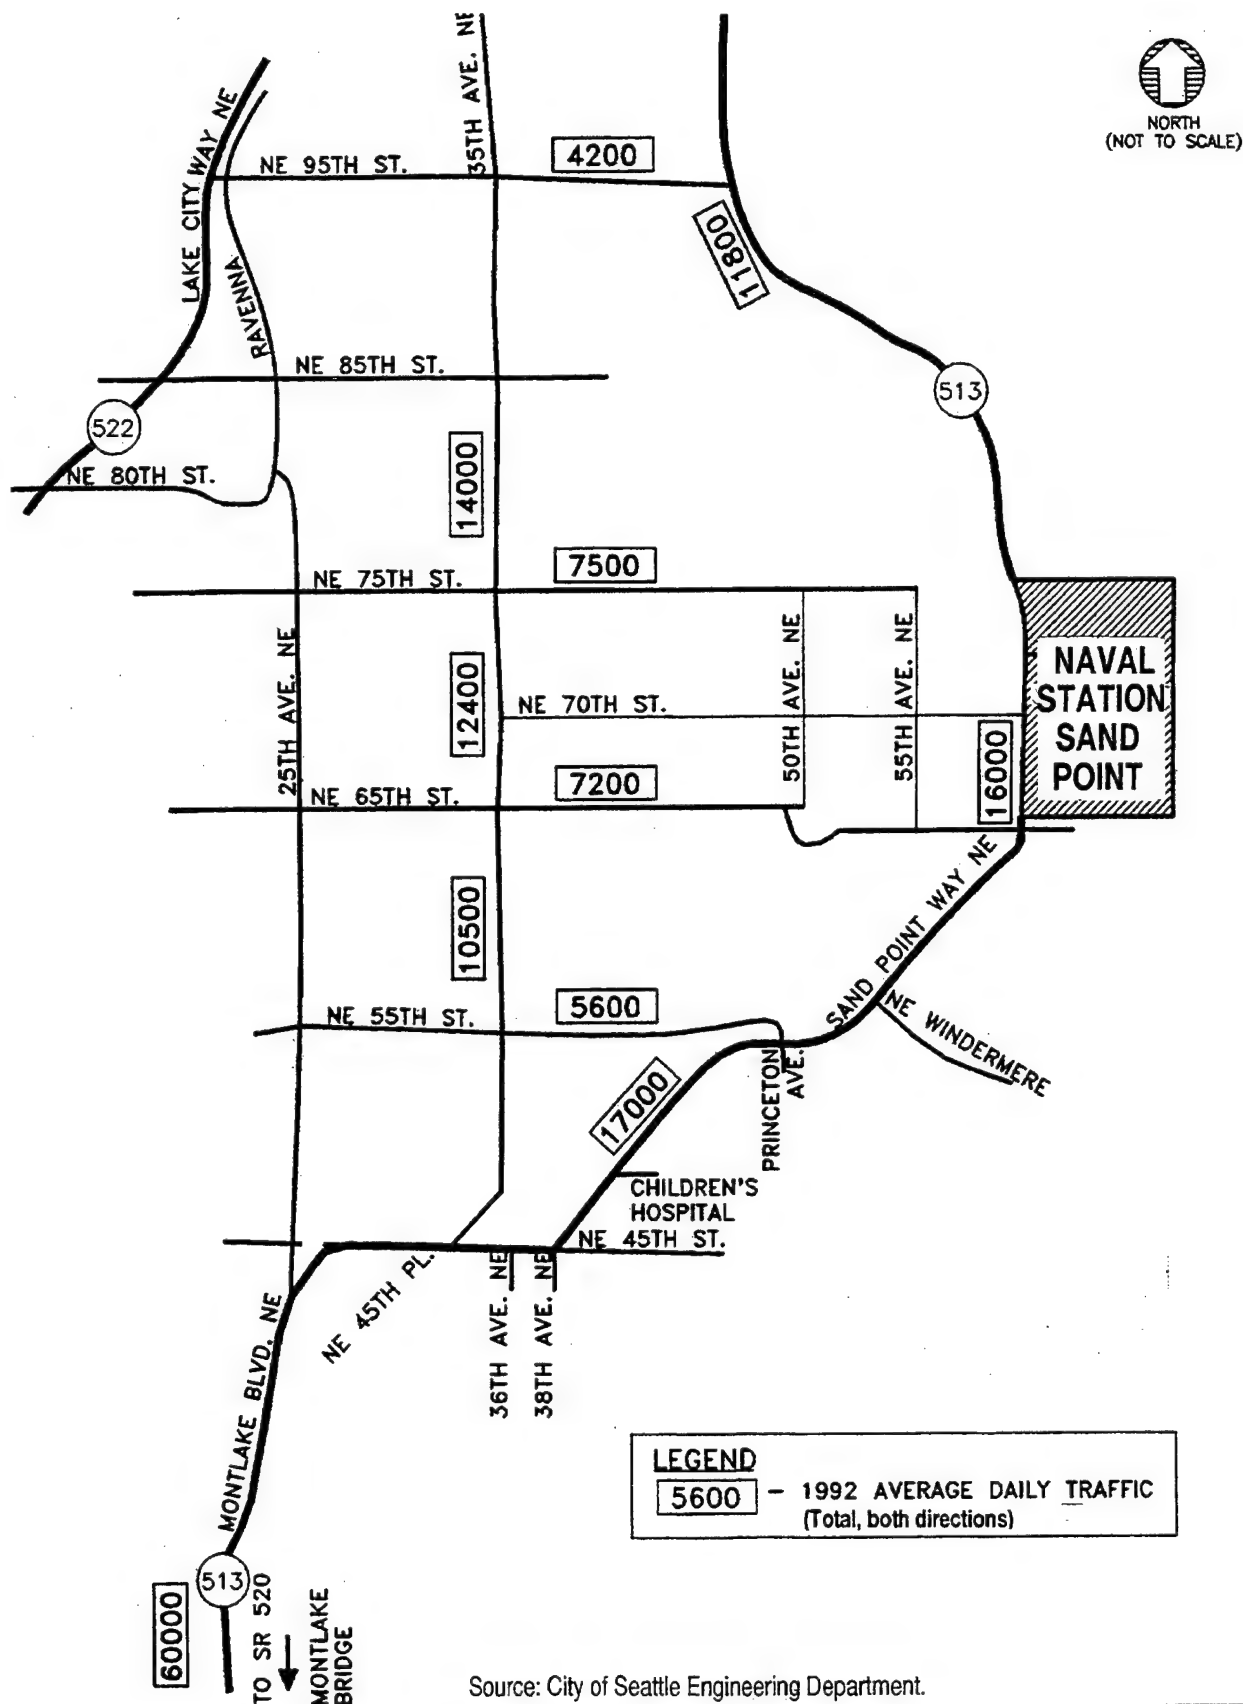 35TH AVE. NE
NORTH
(NOT TO SCALE)
LAKE CITY WAY NE
NE 95TH ST.
4200
11800
RAVENNA
NE 85TH ST.
513
522
NE 80TH ST.
14000
NE 75TH ST.
7500
25TH AVE. NE
12400
NE 70TH ST.
50TH AVE. NE
55TH AVE. NE
16000
NAVAL
STATION
SAND
POINT
NE 65TH ST.
7200
10500
SAND POINT WAY NE
NE 55TH ST.
5600
NE WINDERMERE
PRINCETON
AVE.
17000
CHILDREN'S
HOSPITAL
NE 45TH ST.
NE 45TH PL.
36TH AVE. NE
38TH AVE. NE
MONTLAKE BLVD. NE
LEGEND
5600 – 1992 AVERAGE DAILY TRAFFIC
(Total, both directions)
513
60000
TO SR 520
MONTLAKE
BRIDGE
Source: City of Seattle Engineering Department.